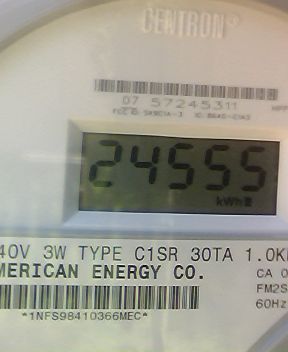 CENTRON®
07 57245311
24555
kWh
40V 3W TYPE C1SR 30TA 1.0K
MERICAN ENERGY CO.
CA 0
FM2S
60Hz
*1NFS98410366MEC*